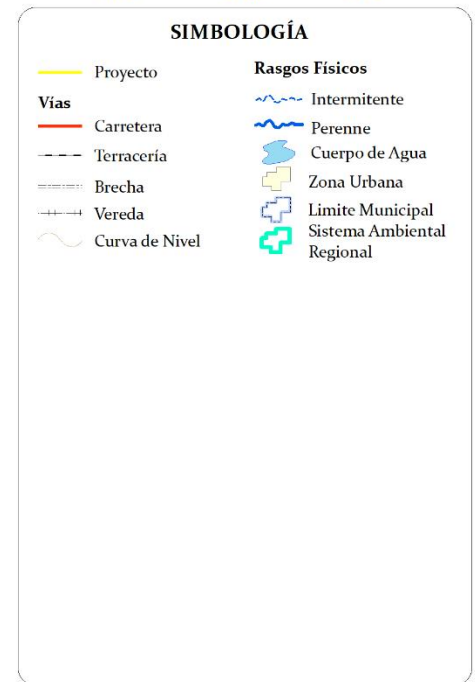 SIMBOLOGÍA
Proyecto
Vías
Carretera
Terracería
Brecha
Vereda
Curva de Nivel
Rasgos Físicos
Intermitente
Perenne
Cuerpo de Agua
Zona Urbana
Limite Municipal
Sistema Ambiental
Regional